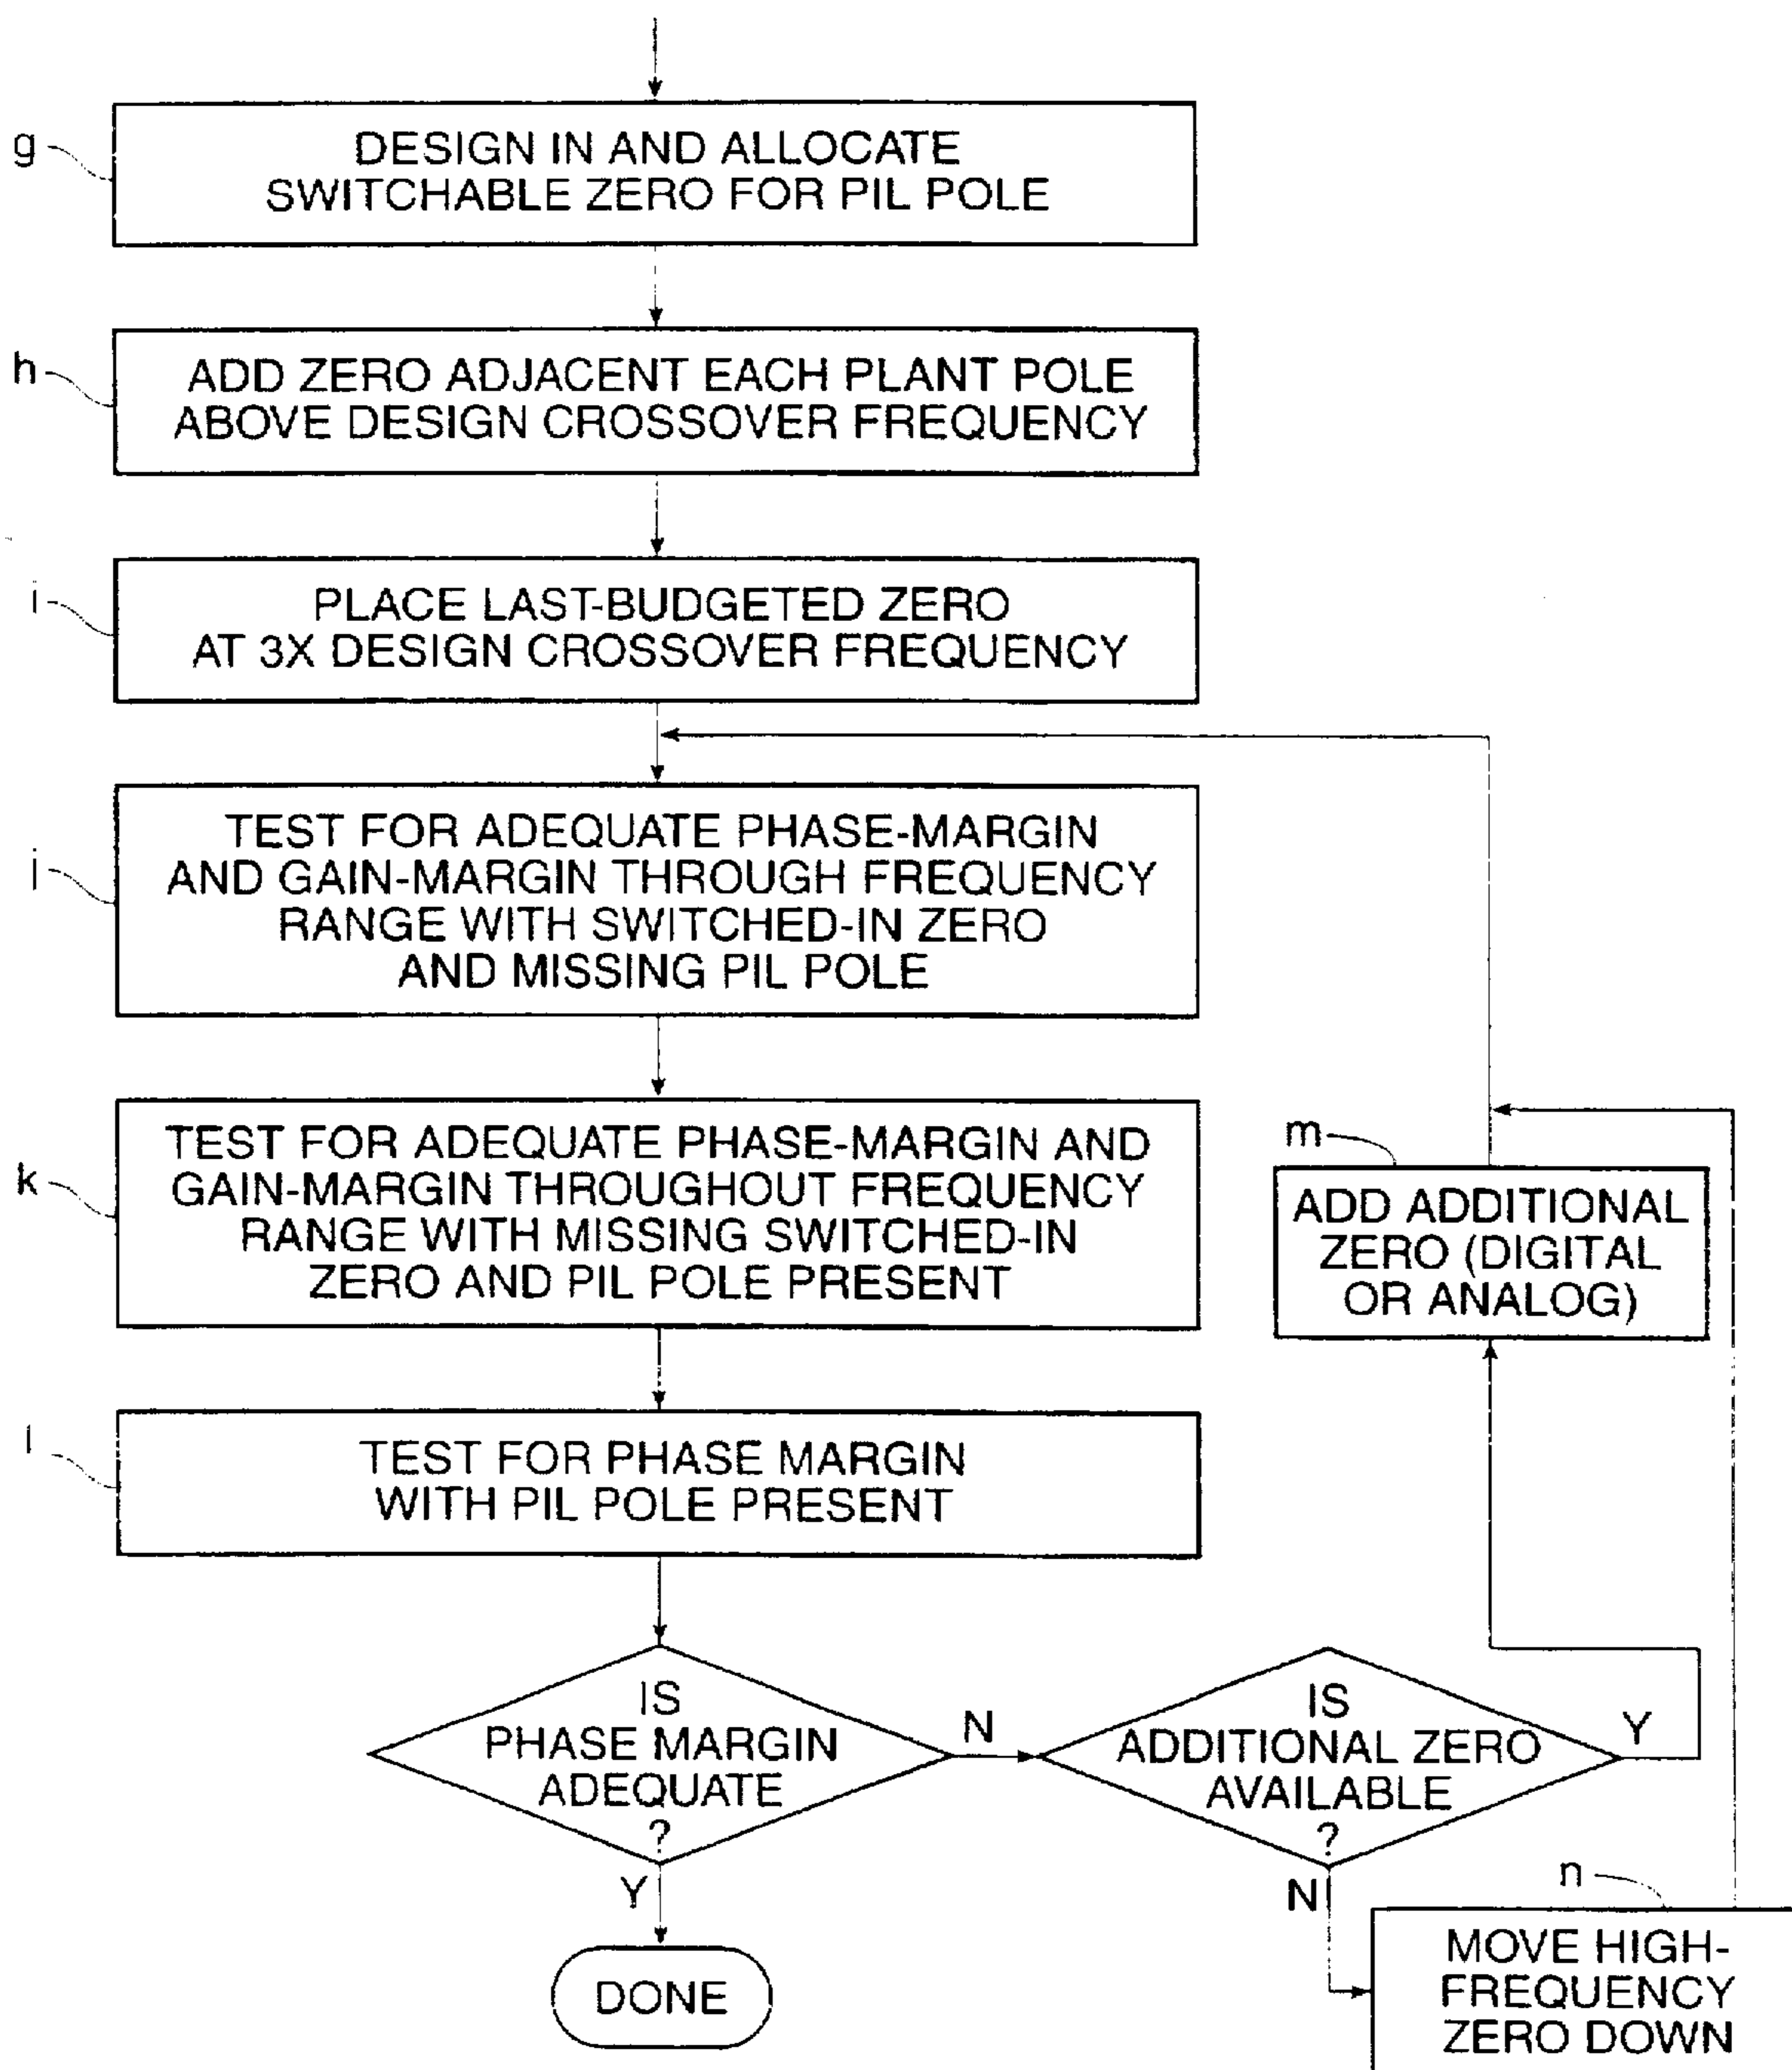 g
DESIGN IN AND ALLOCATE
SWITCHABLE ZERO FOR PIL POLE
h
ADD ZERO ADJACENT EACH PLANT POLE
ABOVE DESIGN CROSSOVER FREQUENCY
i
PLACE LAST-BUDGETED ZERO
AT 3X DESIGN CROSSOVER FREQUENCY
j
TEST FOR ADEQUATE PHASE-MARGIN
AND GAIN-MARGIN THROUGH FREQUENCY
RANGE WITH SWITCHED-IN ZERO
AND MISSING PIL POLE
k
TEST FOR ADEQUATE PHASE-MARGIN AND
GAIN-MARGIN THROUGHOUT FREQUENCY
RANGE WITH MISSING SWITCHED-IN
ZERO AND PIL POLE PRESENT
m
ADD ADDITIONAL
ZERO (DIGITAL
OR ANALOG)
l
TEST FOR PHASE MARGIN
WITH PIL POLE PRESENT
IS
PHASE MARGIN
ADEQUATE
?
N
IS
ADDITIONAL ZERO
AVAILABLE
?
Y
Y
N
n
DONE
MOVE HIGH-
FREQUENCY
ZERO DOWN